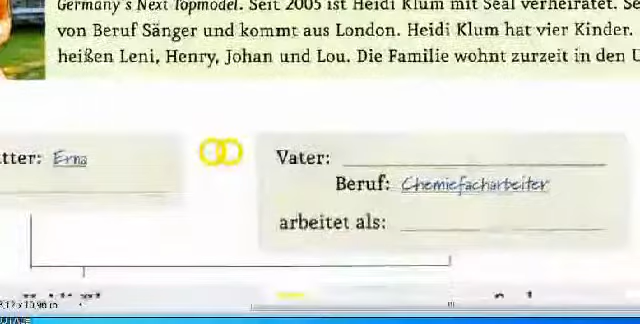 Germany's Next Topmodel. Seit 2005 ist Heidi Klum mit Seal verheiratet.
von Beruf Sänger und kommt aus London. Heidi Klum hat vier Kinder.
heißen Leni, Henry, Johan und Lou. Die Familie wohnt zurzeit in den
tter: Erna
Vater:
Beruf: Chemiefacharbeiter
arbeitet als: